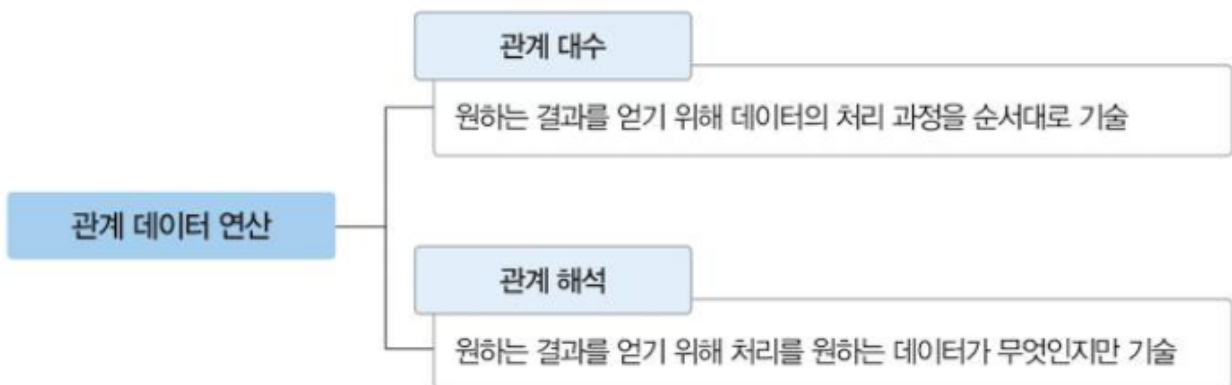 관계 대수
원하는 결과를 얻기 위해 데이터의 처리 과정을 순서대로 기술
관계 데이터 연산
관계 해석
원하는 결과를 얻기 위해 처리를 원하는 데이터가 무엇인지만 기술